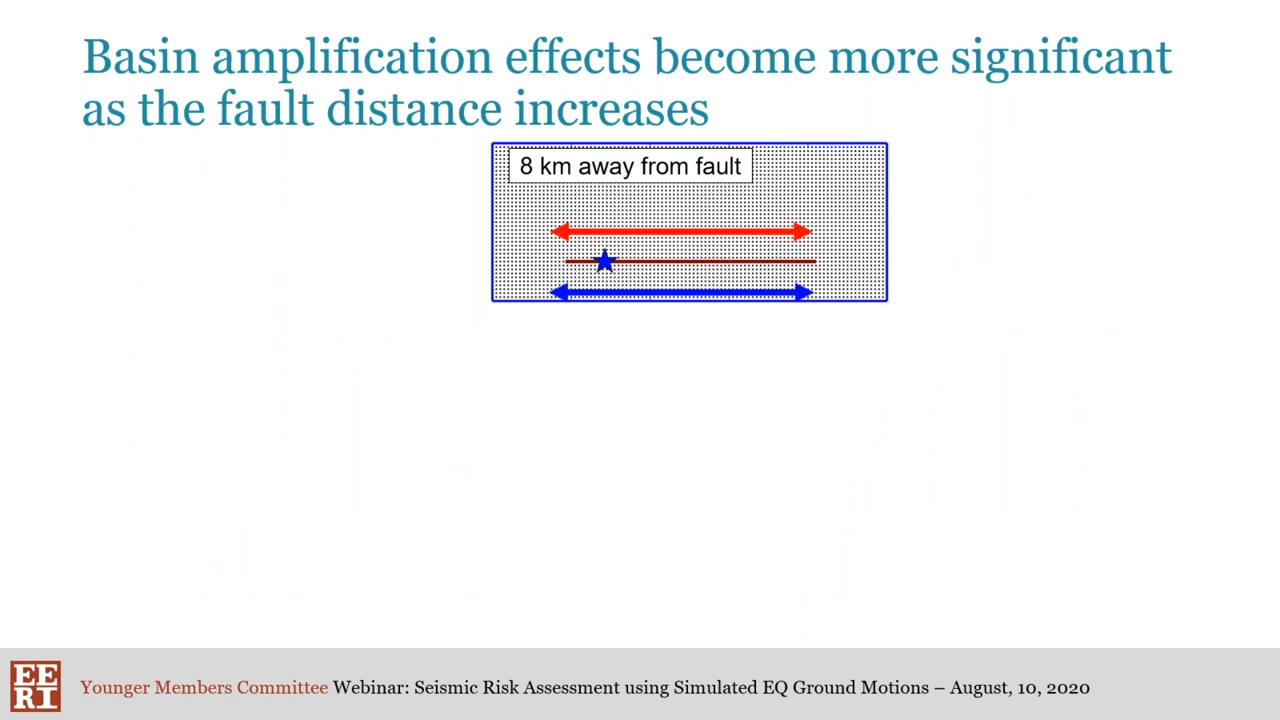 Basin amplification effects become more significant
as the fault distance increases
8 km away from fault
EE
RI
Younger Members Committee Webinar: Seismic Risk Assessment using Simulated EQ Ground Motions – August, 10, 2020